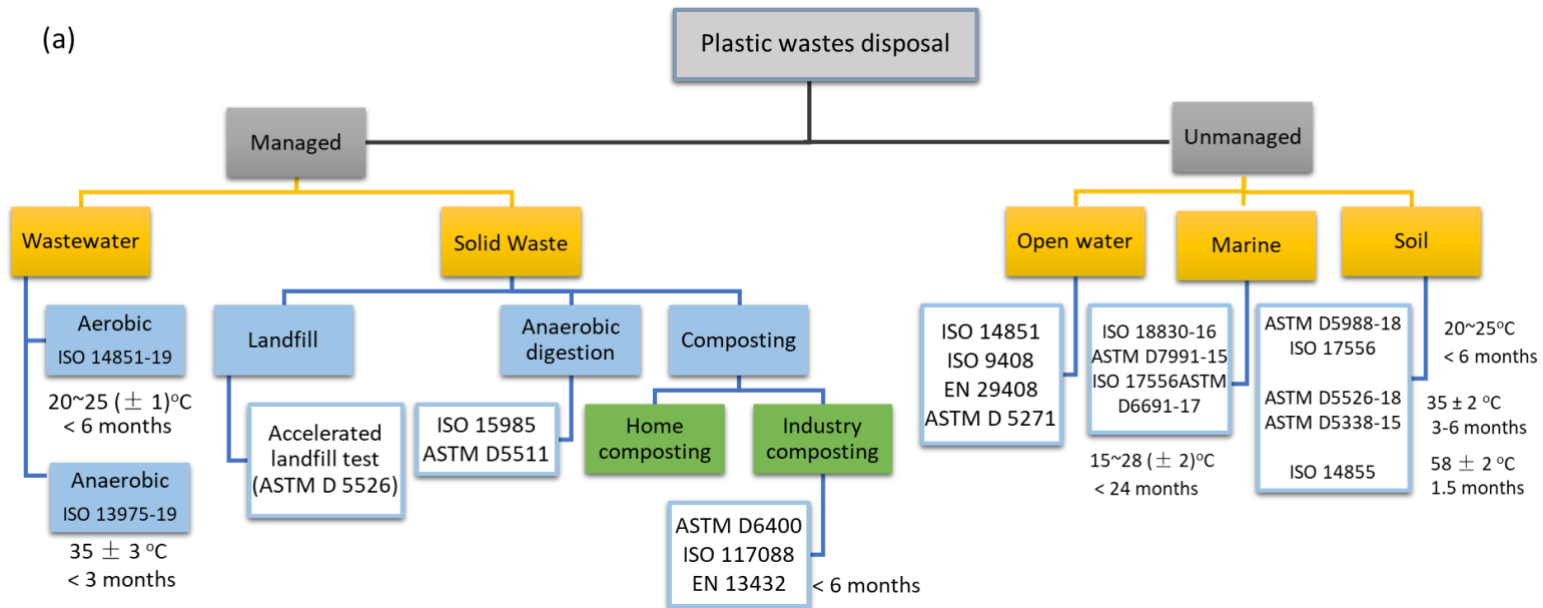 (a)
Plastic wastes disposal
Managed
Unmanaged
Wastewater
Solid Waste
Open water
Marine
Soil
Aerobic
ISO 14851-19
20~25 (± 1)°C
< 6 months
Anaerobic
ISO 13975-19
35 ± 3 °C
< 3 months
Landfill
Accelerated
landfill test
(ASTM D 5526)
Anaerobic
digestion
ISO 15985
ASTM D5511
Composting
Home
composting
Industry
composting
ASTM D6400
ISO 117088
EN 13432
< 6 months
ISO 14851
ISO 9408
EN 29408
ASTM D 5271
ISO 18830-16
ASTM D7991-15
ISO 17556ASTM
D6691-17
15~28 (± 2)°C
< 24 months
ASTM D5988-18
ISO 17556
20~25°C
< 6 months
ASTM D5526-18
ASTM D5338-15
35 ± 2 °C
3-6 months
ISO 14855
58 ± 2 °C
1.5 months